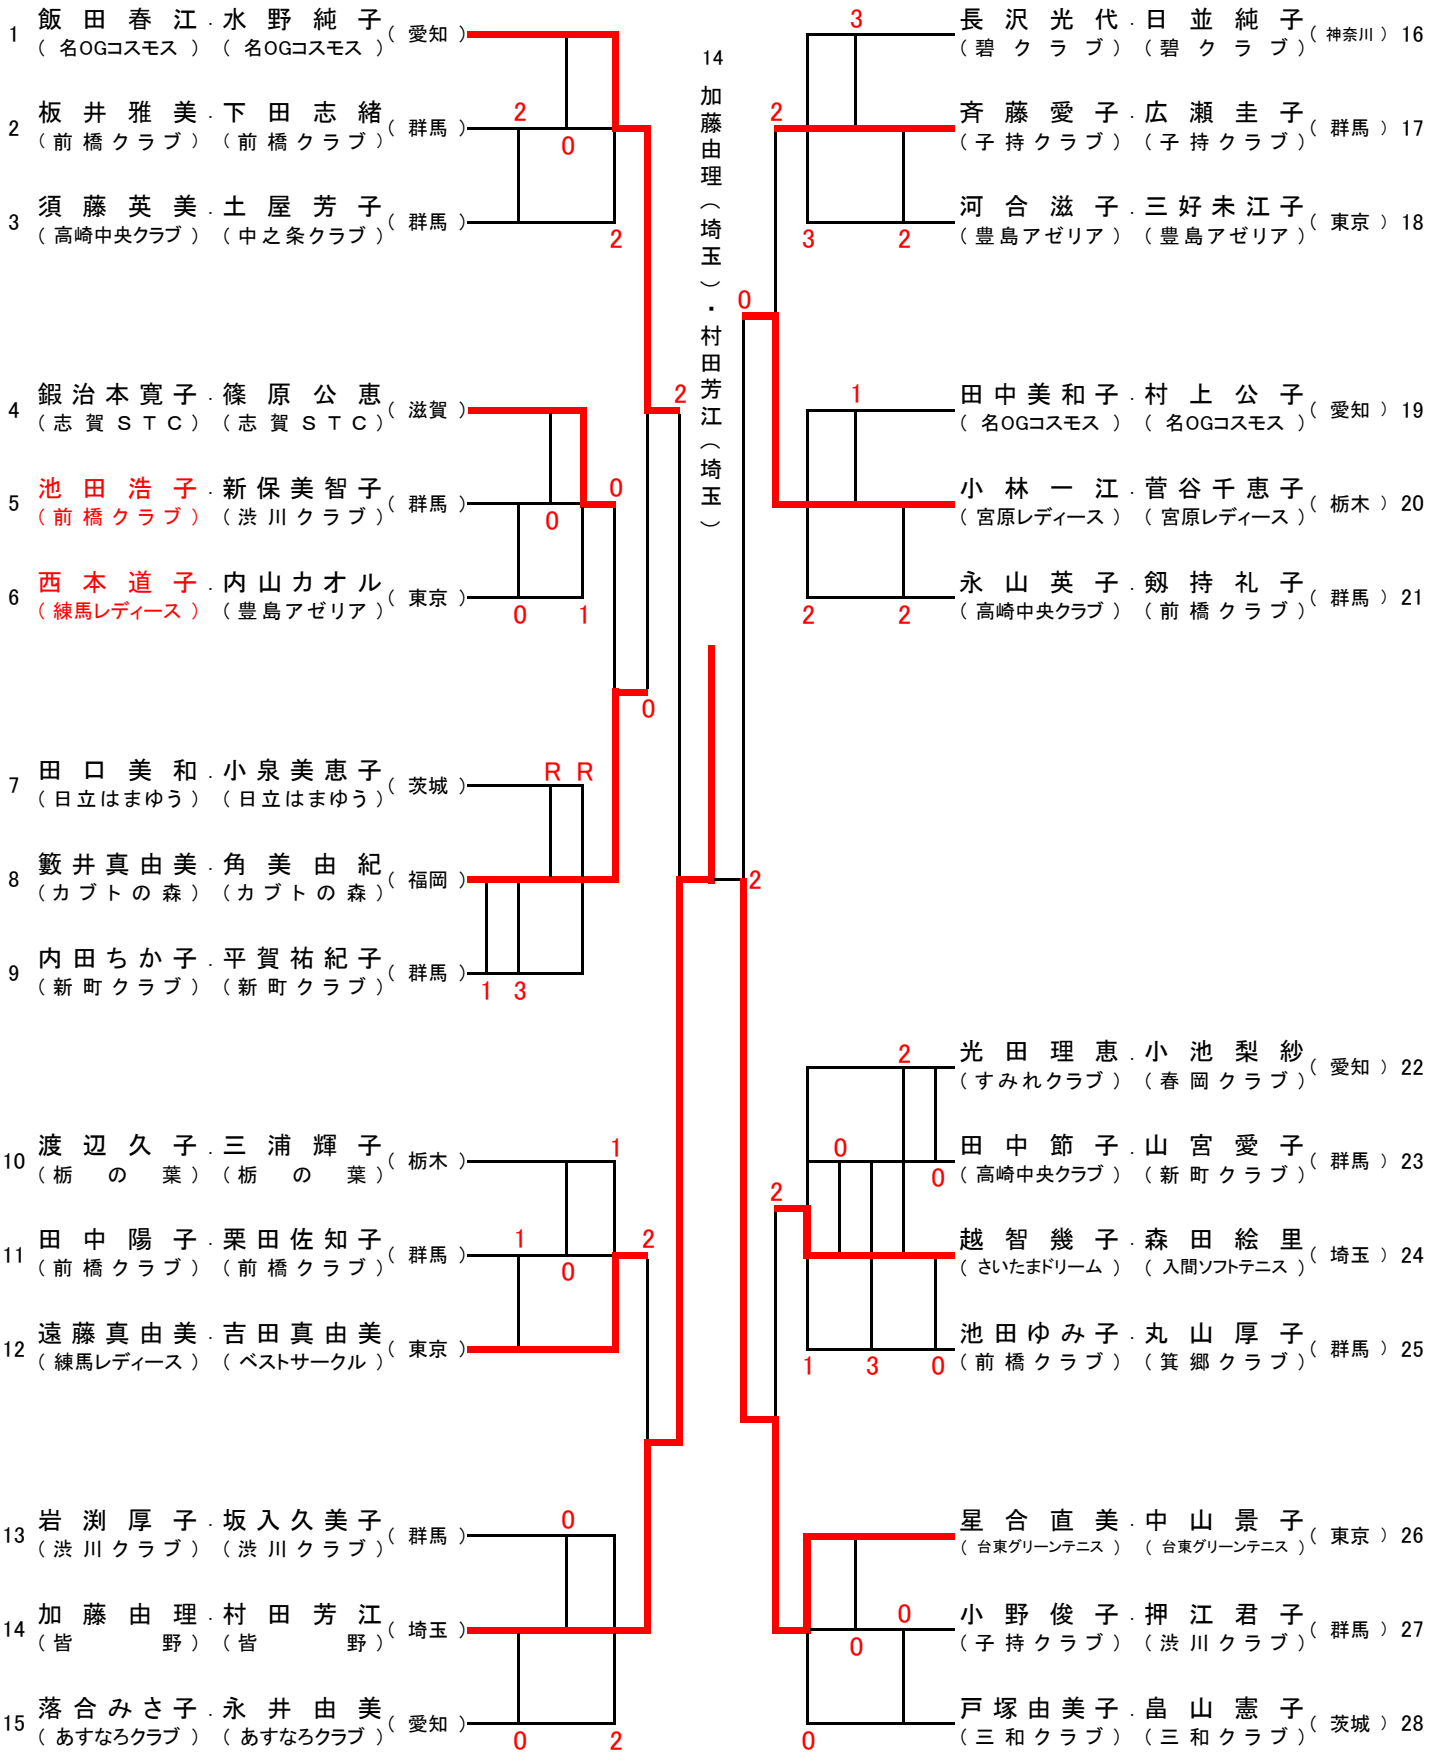 1 飯田春江 . 水野純子 ( 愛知 )
( 名OGコスモス ) ( 名OGコスモス )
2 板井雅美 . 下田志緒 ( 群馬 )
( 前橋クラブ ) ( 前橋クラブ )
2
0
3 須藤英美 . 土屋芳子 ( 群馬 )
( 高崎中央クラブ ) ( 中之条クラブ )
2
4 鍜治本寛子 . 篠原公恵 ( 滋賀 )
( 志賀STC ) ( 志賀STC )
2
5 池田浩子 . 新保美智子 ( 群馬 )
( 前橋クラブ ) ( 渋川クラブ )
0
0
6 西本道子 . 内山カオル ( 東京 )
( 練馬レディース ) ( 豊島アゼリア )
0 1
0
7 田口美和 . 小泉美恵子 ( 茨城 )
( 日立はまゆう ) ( 日立はまゆう )
R R
8 籔井真由美 . 角美由紀 ( 福岡 )
( カブトの森 ) ( カブトの森 )
9 内田ちか子 . 平賀祐紀子 ( 群馬 )
( 新町クラブ ) ( 新町クラブ )
1 3
10 渡辺久子 . 三浦輝子 ( 栃木 )
( 栃の葉 ) ( 栃の葉 )
1
11 田中陽子 . 栗田佐知子 ( 群馬 )
( 前橋クラブ ) ( 前橋クラブ )
1 2
0
12 遠藤真由美 . 吉田真由美 ( 東京 )
( 練馬レディース ) ( ベストサークル )
13 岩渕厚子 . 坂入久美子 ( 群馬 )
( 渋川クラブ ) ( 渋川クラブ )
0
14 加藤由理 . 村田芳江 ( 埼玉 )
( 皆野 ) ( 皆野 )
15 落合みさ子 . 永井由美 ( 愛知 )
( あすなろクラブ ) ( あすなろクラブ )
0 2
14
加藤由理(埼玉)・村田芳江(埼玉)
3
長沢光代 . 日並純子 ( 神奈川 ) 16
( 碧クラブ ) ( 碧クラブ )
2
斉藤愛子 . 広瀬圭子 ( 群馬 ) 17
( 子持クラブ ) ( 子持クラブ )
河合滋子 . 三好未江子 ( 東京 ) 18
( 豊島アゼリア ) ( 豊島アゼリア )
3 2
0
1
田中美和子 . 村上公子 ( 愛知 ) 19
( 名OGコスモス ) ( 名OGコスモス )
小林一江 . 菅谷千恵子 ( 栃木 ) 20
( 宮原レディース ) ( 宮原レディース )
永山英子 . 剱持礼子 ( 群馬 ) 21
( 高崎中央クラブ ) ( 前橋クラブ )
2 2
2
2
光田理恵 . 小池梨紗 ( 愛知 ) 22
( すみれクラブ ) ( 春岡クラブ )
0
田中節子 . 山宮愛子 ( 群馬 ) 23
( 高崎中央クラブ ) ( 新町クラブ )
0
2
越智幾子 . 森田絵里 ( 埼玉 ) 24
( さいたまドリーム ) ( 入間ソフトテニス )
池田ゆみ子 . 丸山厚子 ( 群馬 ) 25
( 前橋クラブ ) ( 箕郷クラブ )
1 3 0
星合直美 . 中山景子 ( 東京 ) 26
( 台東グリーンテニス ) ( 台東グリーンテニス )
0
小野俊子 . 押江君子 ( 群馬 ) 27
( 子持クラブ ) ( 渋川クラブ )
0
戸塚由美子 . 畠山憲子 ( 茨城 ) 28
( 三和クラブ ) ( 三和クラブ )
0